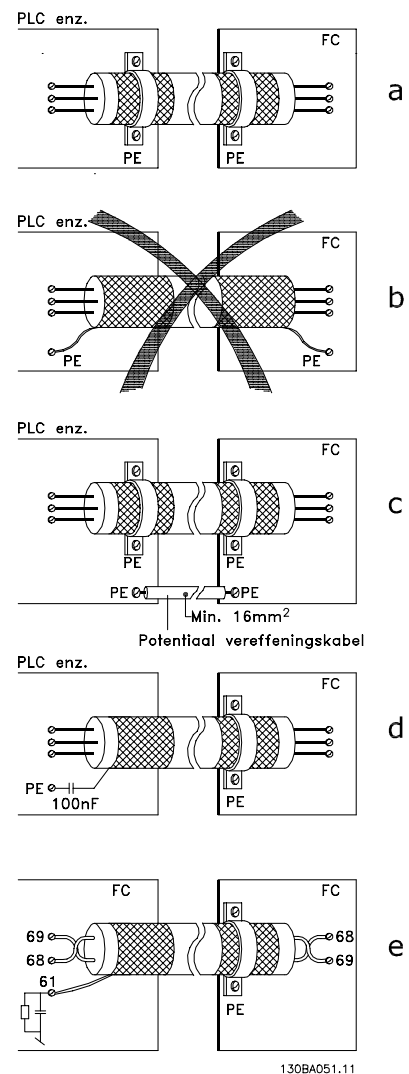 PLC enz.
FC
a
PE
PE
PLC enz.
FC
b
PE
PE
PLC enz.
FC
c
PE
PE
PE
PE
Min. 16mm²
Potentiaal vereffeningskabel
PLC enz.
FC
d
PE
100nF
PE
FC
FC
69
68
68
69
e
61
PE
130BA051.11